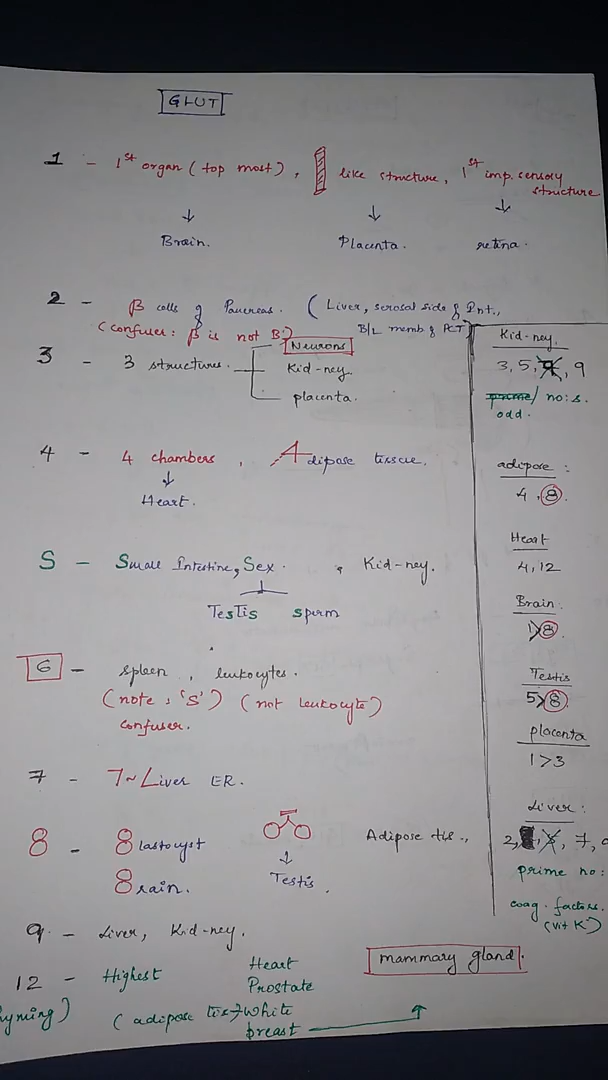 GLUT
1 - 1st organ (top most), like structure, 1st imp. sensory
structure
↓ ↓ ↓
Brain. Placenta. retina.
2 - β cells of Pancreas. (Liver, serosal side of Int.,
(confuser: β is not B.) B/L memb of PCT)
3 - 3 structures. Neurons
Kid-ney.
placenta.
4 - 4 chambers, Adipose tissue.
↓
Heart.
5 - Small Intestine, Sex. , Kid-ney.
Testis sperm
6 - spleen, leukocytes.
(note: 'S') (not leukocyte)
confuser.
7 - 7~Liver ER.
8 - 8lastocyst Adipose tis.,
↓
8rain. Testis.
9 - Liver, Kid-ney.
12 - Highest Heart
Prostate
(adipose tis → white
breast → mammary gland.
Kid-ney.
3, 5, 9
prime/ no:s.
odd.
adipose:
4, 8.
Heart
4, 12
Brain:
1>8.
Testis
5>8.
placenta
1>3
Liver:
2, 7,
prime no:
coag. factors.
(vit K)